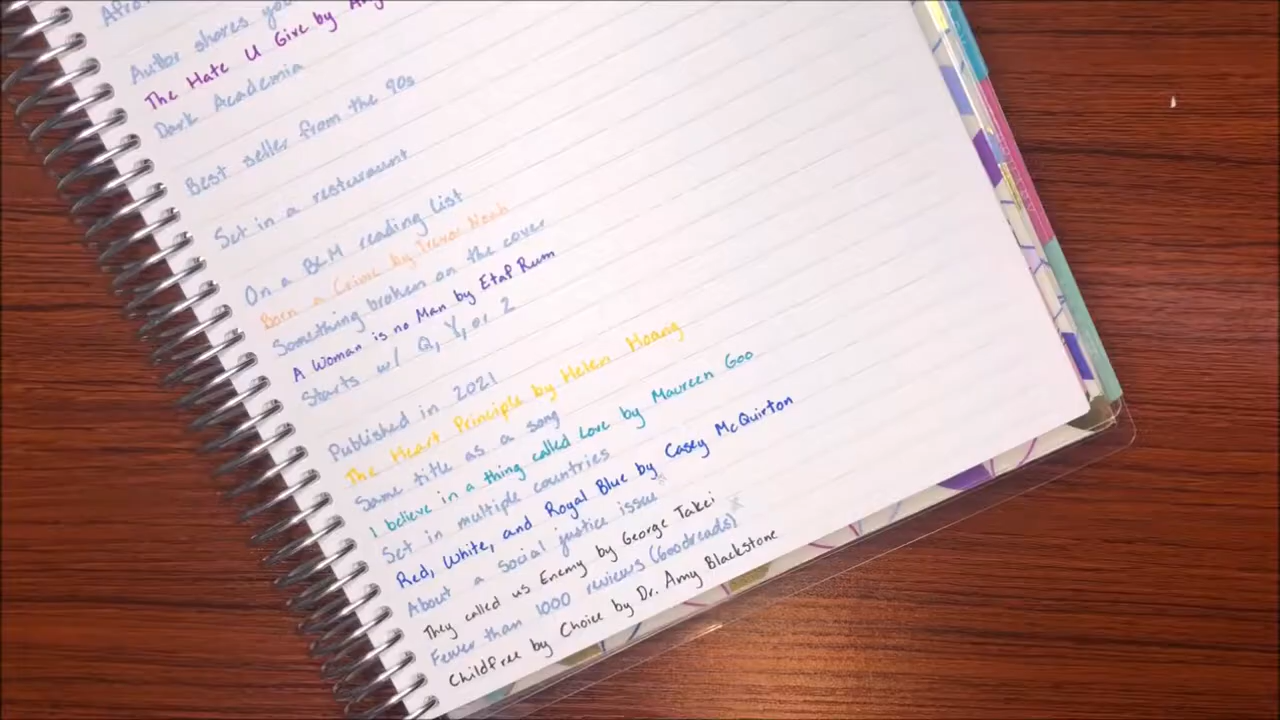 Author shares you
The Hate U Give by
Dark Academia
Best seller from the 90s
Set in a resturaunt
On a BLM reading list
Born a Crime by Trevor Noah
Something broken on the cover
A Woman is no Man by Etaf Rum
Starts w/ Q, Y, or Z
Published in 2021
The Heart Principle by Helen Hoang
Same title as a song
I believe in a thing called Love by Maureen Goo
Set in multiple countries
Red, White, and Royal Blue by Casey McQuirton
About a social justice issue
They called us Enemy by George Takei
Fewer than 1000 reviews (Goodreads)
Childfree by Choice by Dr. Amy Blackstone